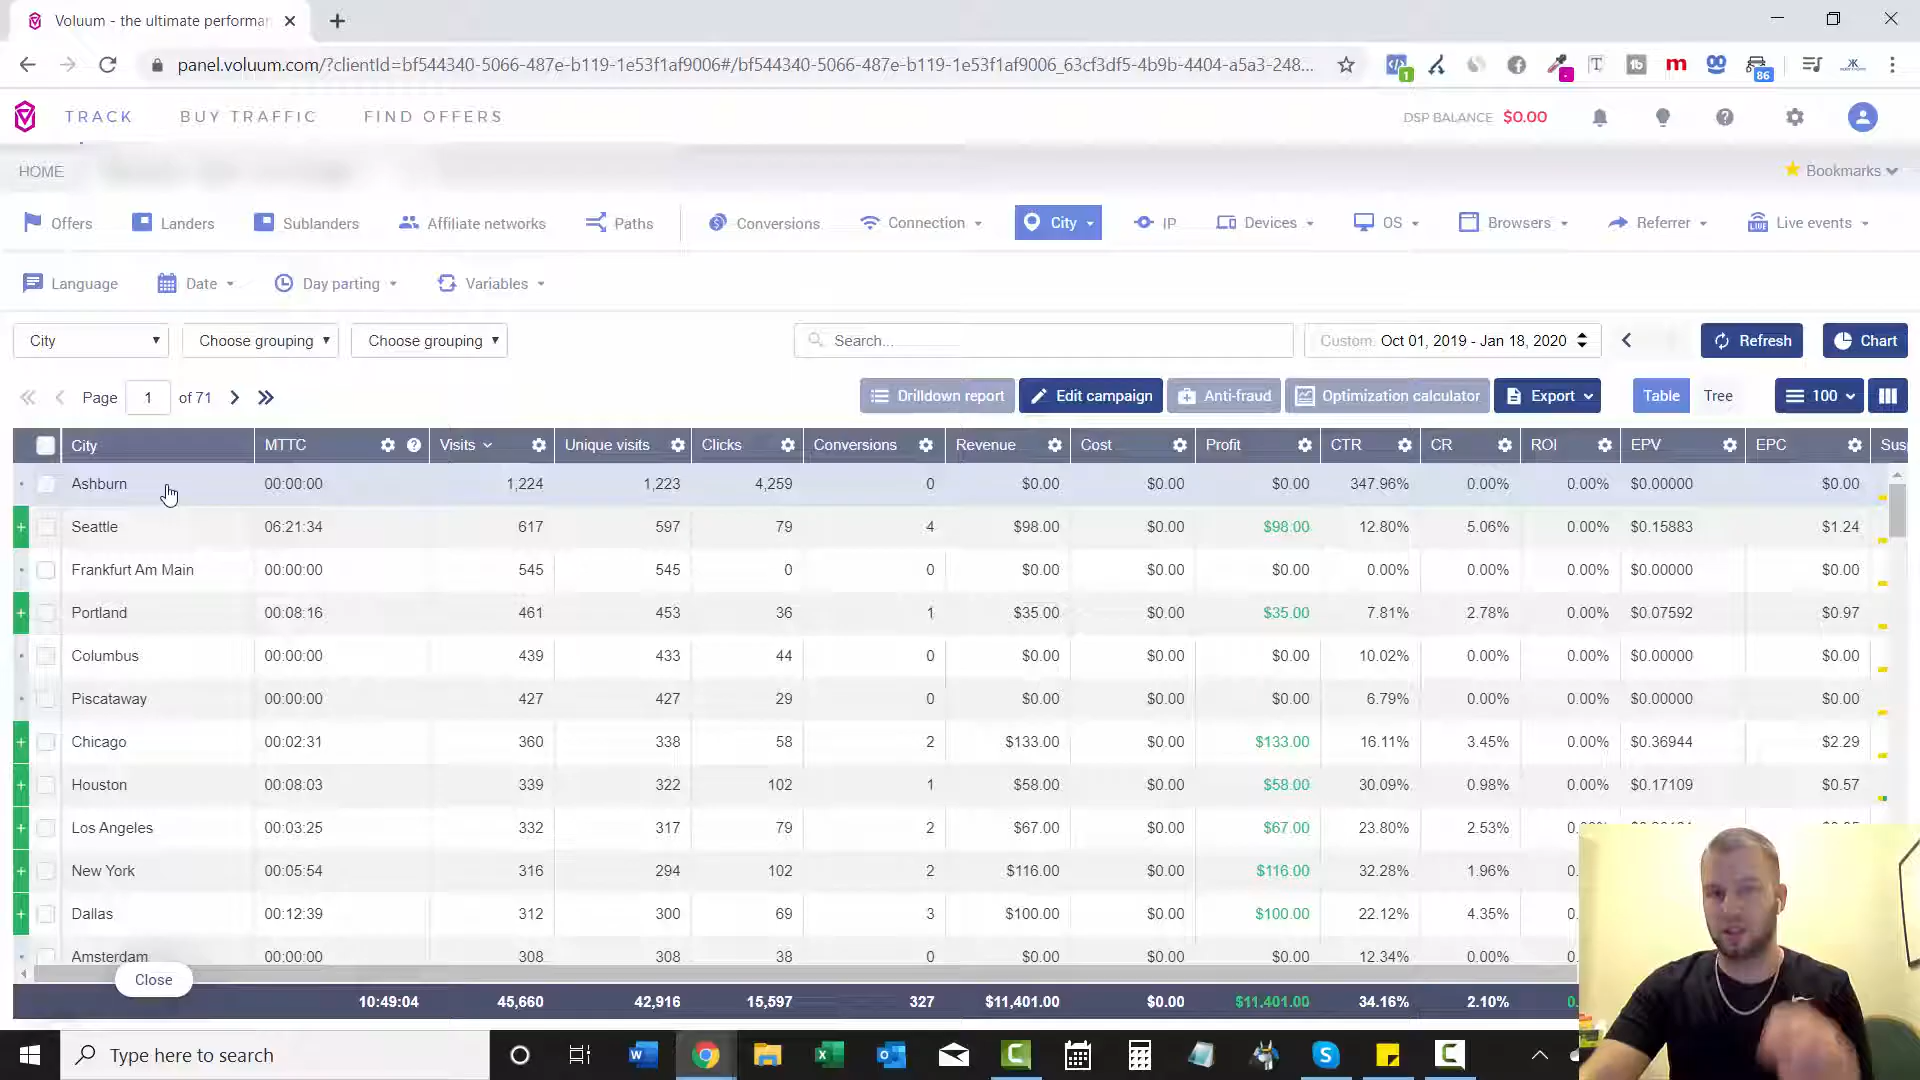 Voluum - the ultimate performa
panel.voluum.com/?clientId=bf544340-5066-487e-b119-1e53f1af9006#/bf544340-5066-487e-b119-1e53f1af9006_63cf3df5-4b9b-4404-a5a3-248...
1
86
TRACK BUY TRAFFIC FIND OFFERS DSP BALANCE $0.00
HOME Bookmarks
Offers Landers Sublanders Affiliate networks Paths Conversions Connection City IP Devices OS Browsers Referrer LIVE Live events
Language Date Day parting Variables
City Choose grouping Choose grouping Search... Custom: Oct 01, 2019 - Jan 18, 2020 Refresh Chart
Page 1 of 71 Drilldown report Edit campaign Anti-fraud Optimization calculator Export Table Tree 100
City MTTC Visits Unique visits Clicks Conversions Revenue Cost Profit CTR CR ROI EPV EPC Sus
Ashburn 00:00:00 1,224 1,223 4,259 0 $0.00 $0.00 $0.00 347.96% 0.00% 0.00% $0.00000 $0.00
Seattle 06:21:34 617 597 79 4 $98.00 $0.00 $98.00 12.80% 5.06% 0.00% $0.15883 $1.24
Frankfurt Am Main 00:00:00 545 545 0 0 $0.00 $0.00 $0.00 0.00% 0.00% 0.00% $0.00000 $0.00
Portland 00:08:16 461 453 36 1 $35.00 $0.00 $35.00 7.81% 2.78% 0.00% $0.07592 $0.97
Columbus 00:00:00 439 433 44 0 $0.00 $0.00 $0.00 10.02% 0.00% 0.00% $0.00000 $0.00
Piscataway 00:00:00 427 427 29 0 $0.00 $0.00 $0.00 6.79% 0.00% 0.00% $0.00000 $0.00
Chicago 00:02:31 360 338 58 2 $133.00 $0.00 $133.00 16.11% 3.45% 0.00% $0.36944 $2.29
Houston 00:08:03 339 322 102 1 $58.00 $0.00 $58.00 30.09% 0.98% 0.00% $0.17109 $0.57
Los Angeles 00:03:25 332 317 79 2 $67.00 $0.00 $67.00 23.80% 2.53%
New York 00:05:54 316 294 102 2 $116.00 $0.00 $116.00 32.28% 1.96% 0.
Dallas 00:12:39 312 300 69 3 $100.00 $0.00 $100.00 22.12% 4.35% 0.
Amsterdam 00:00:00 308 308 38 0 $0.00 $0.00 $0.00 12.34% 0.00% 0.
Close
10:49:04 45,660 42,916 15,597 327 $11,401.00 $0.00 $11,401.00 34.16% 2.10% 0.
Type here to search